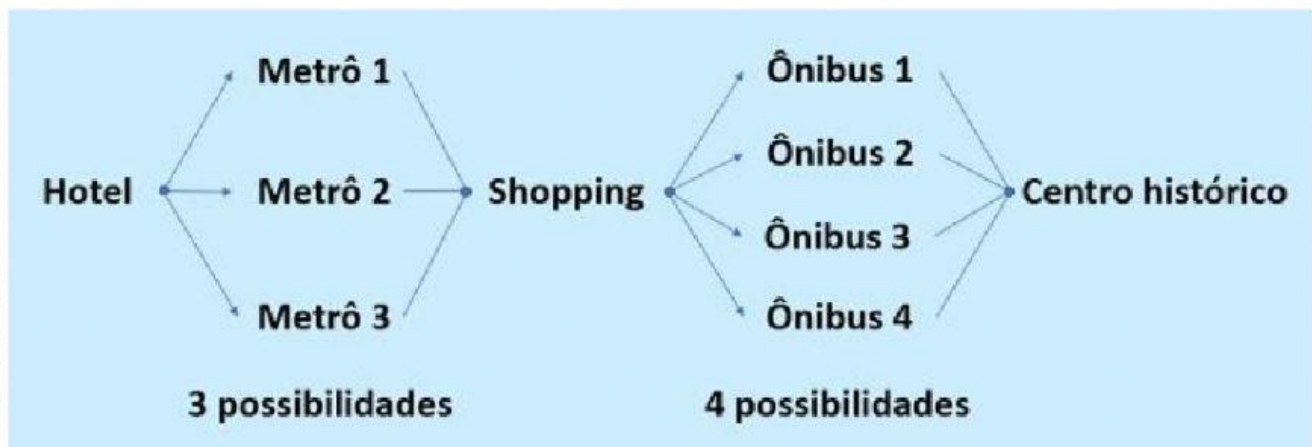 Metrô 1
Metrô 2
Metrô 3
Hotel
Shopping
Ônibus 1
Ônibus 2
Ônibus 3
Ônibus 4
Centro histórico
3 possibilidades
4 possibilidades